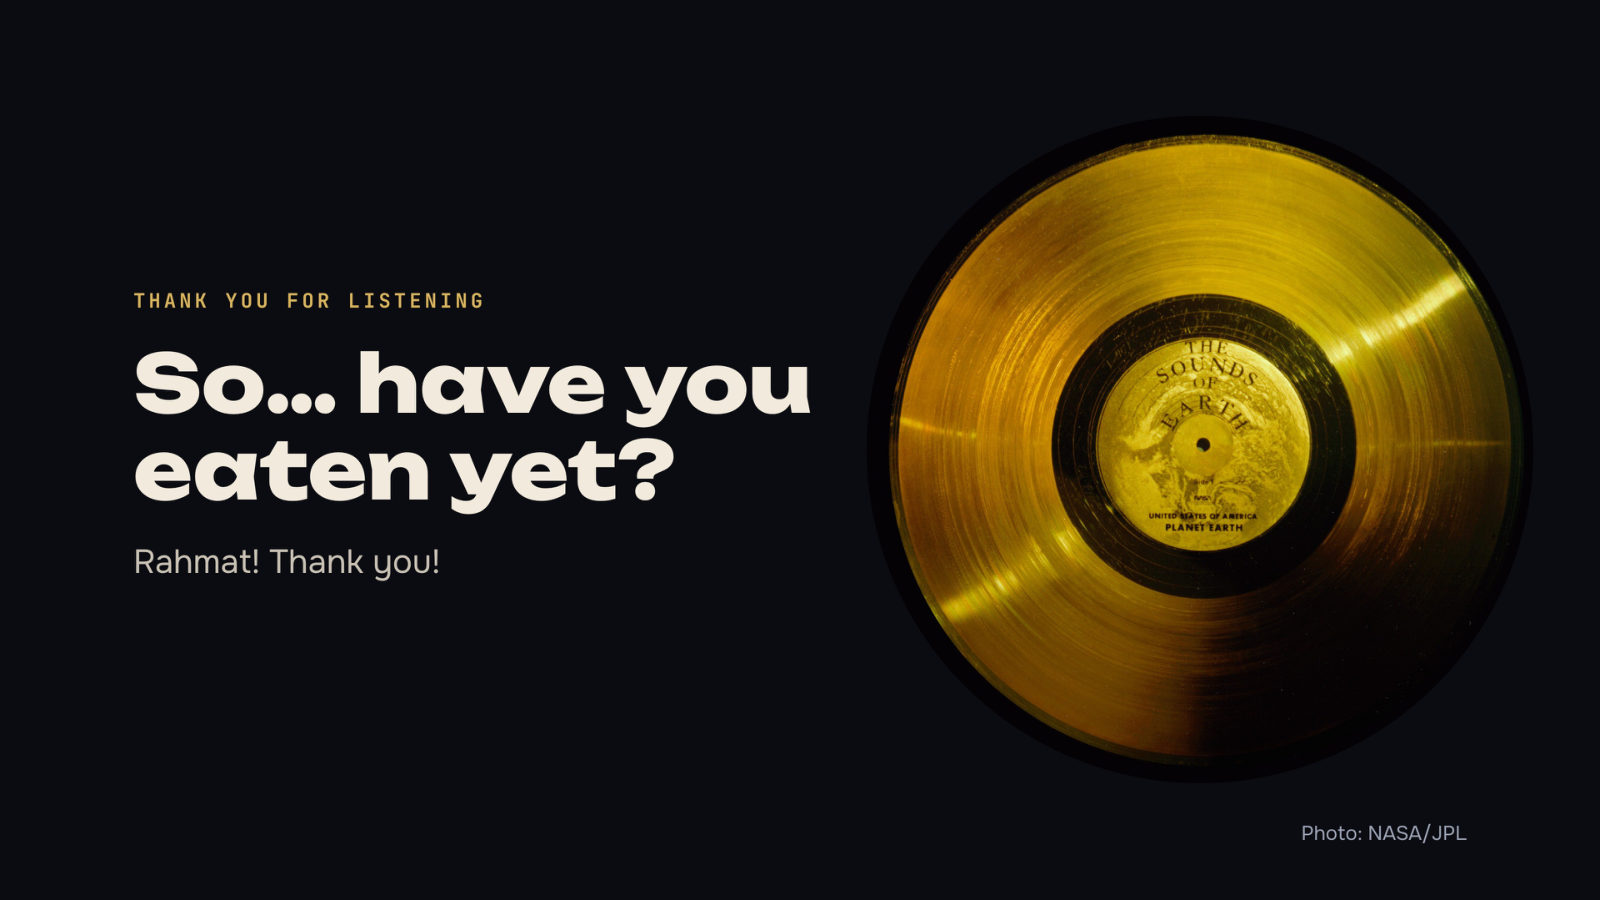 THANK YOU FOR LISTENING
So... have you
eaten yet?
Rahmat! Thank you!
THE
SOUNDS
OF
EARTH
NASA
UNITED STATES OF AMERICA
PLANET EARTH
Photo: NASA/JPL